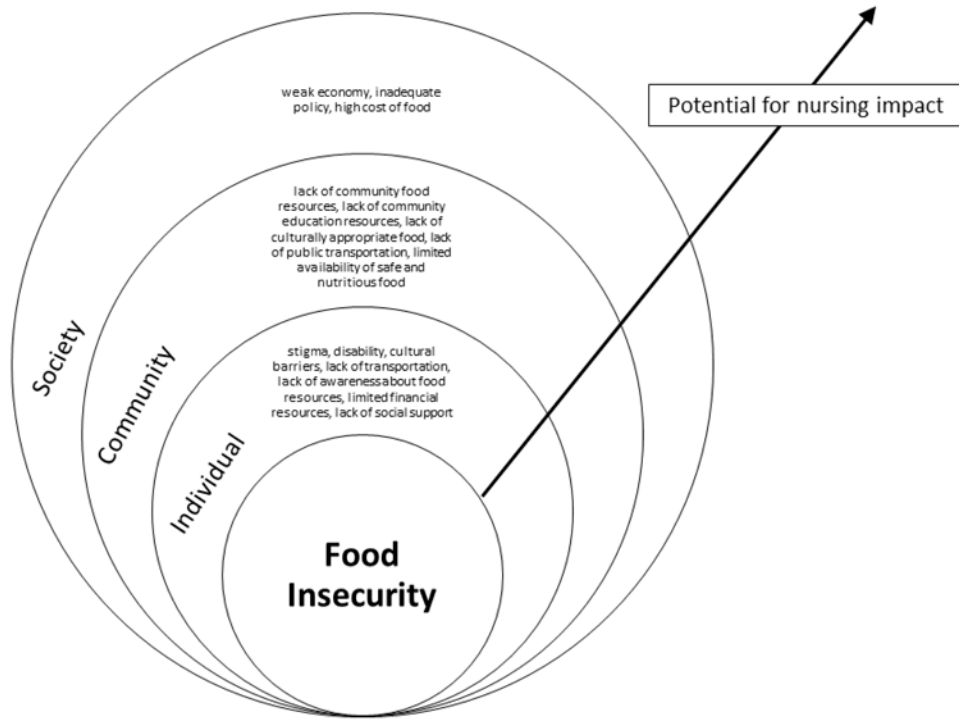 weak economy, inadequate
policy, high cost of food
Potential for nursing impact
lack of community food
resources, lack of community
education resources, lack of
culturally appropriate food, lack
of public transportation, limited
availability of safe and
nutritious food
Society
Community
stigma, disability, cultural
barriers, lack of transportation,
lack of awareness about food
resources, limited financial
resources, lack of social support
Individual
Food
Insecurity